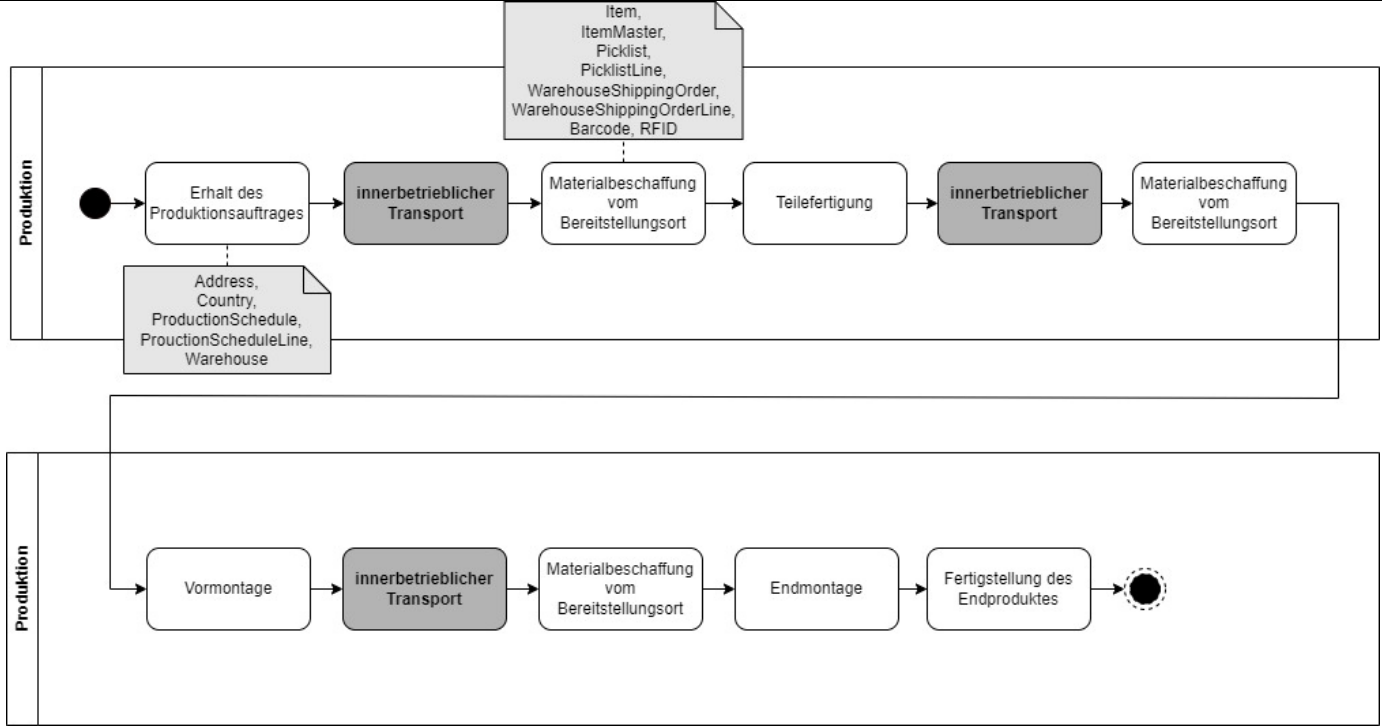 Item,
ItemMaster,
Picklist,
PicklistLine,
WarehouseShippingOrder,
WarehouseShippingOrderLine,
Barcode, RFID
Produktion
Erhalt des
Produktionsauftrages
innerbetrieblicher
Transport
Materialbeschaffung
vom
Bereitstellungsort
Teilefertigung
innerbetrieblicher
Transport
Materialbeschaffung
vom
Bereitstellungsort
Address,
Country,
ProductionSchedule,
ProuctionScheduleLine,
Warehouse
Produktion
Vormontage
innerbetrieblicher
Transport
Materialbeschaffung
vom
Bereitstellungsort
Endmontage
Fertigstellung des
Endproduktes